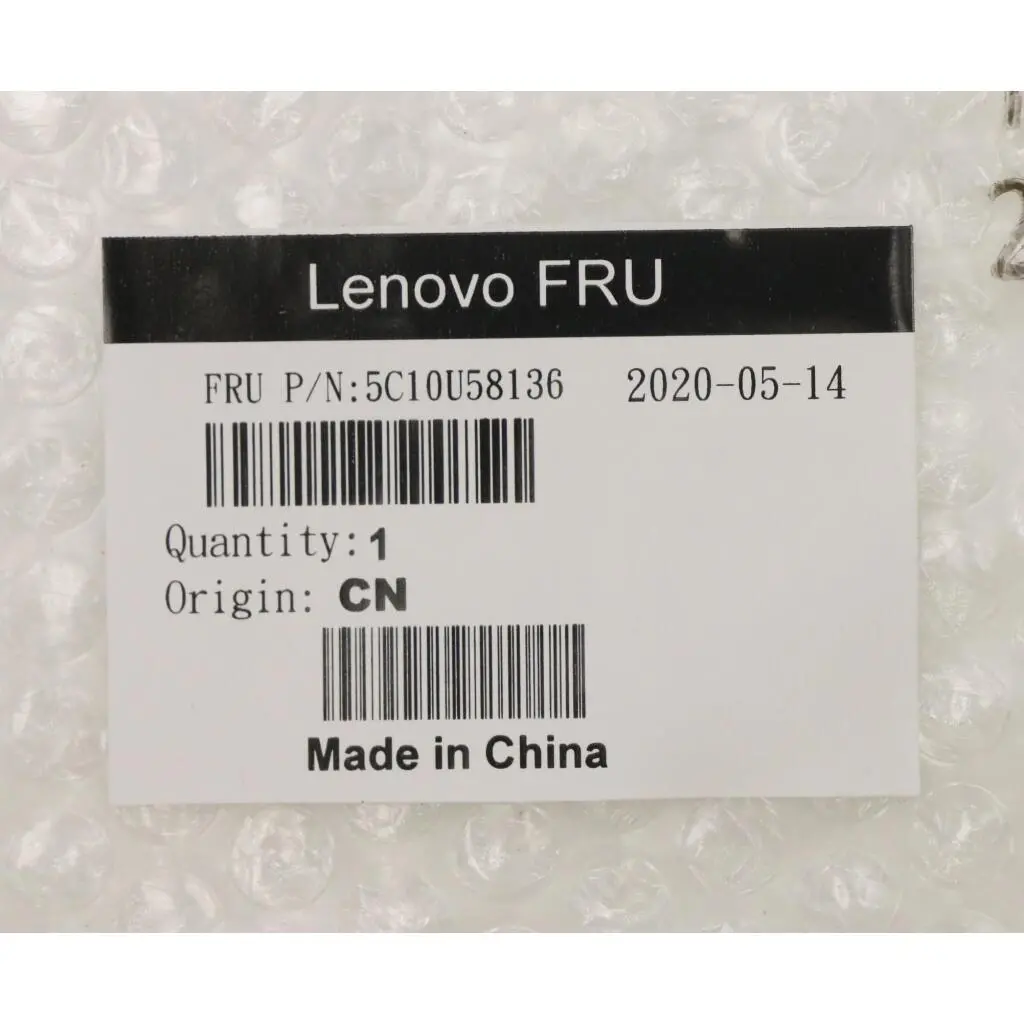 Lenovo FRU
FRU P/N:5C10U58136 2020-05-14
Quantity:1
Origin: CN
Made in China